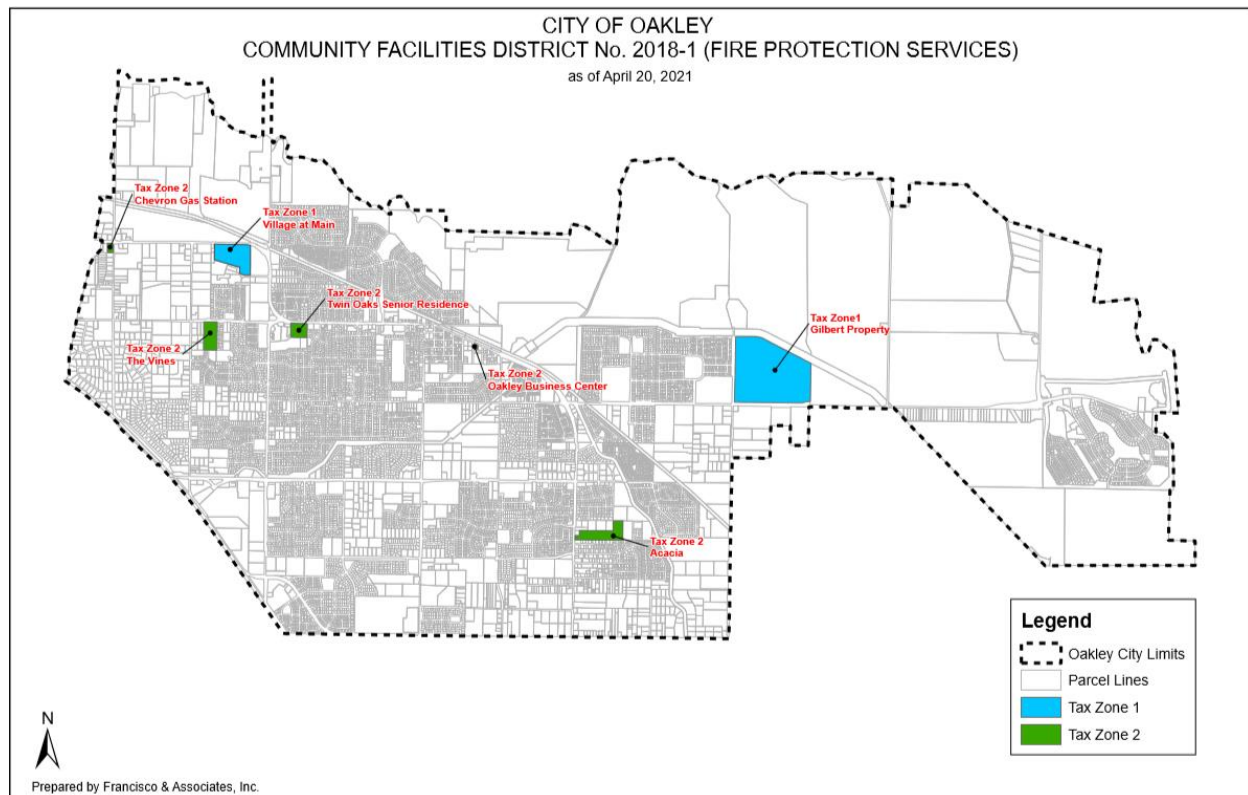 CITY OF OAKLEY
COMMUNITY FACILITIES DISTRICT No. 2018-1 (FIRE PROTECTION SERVICES)
as of April 20, 2021
Tax Zone 2
Chevron Gas Station
Tax Zone 1
Village at Main
Tax Zone 2
Twin Oaks Senior Residence
Tax Zone1
Gilbert Property
Tax Zone 2
The Vines
Tax Zone 2
Oakley Business Center
Tax Zone 2
Acacia
Legend
Oakley City Limits
Parcel Lines
Tax Zone 1
Tax Zone 2
N
Prepared by Francisco & Associates, Inc.